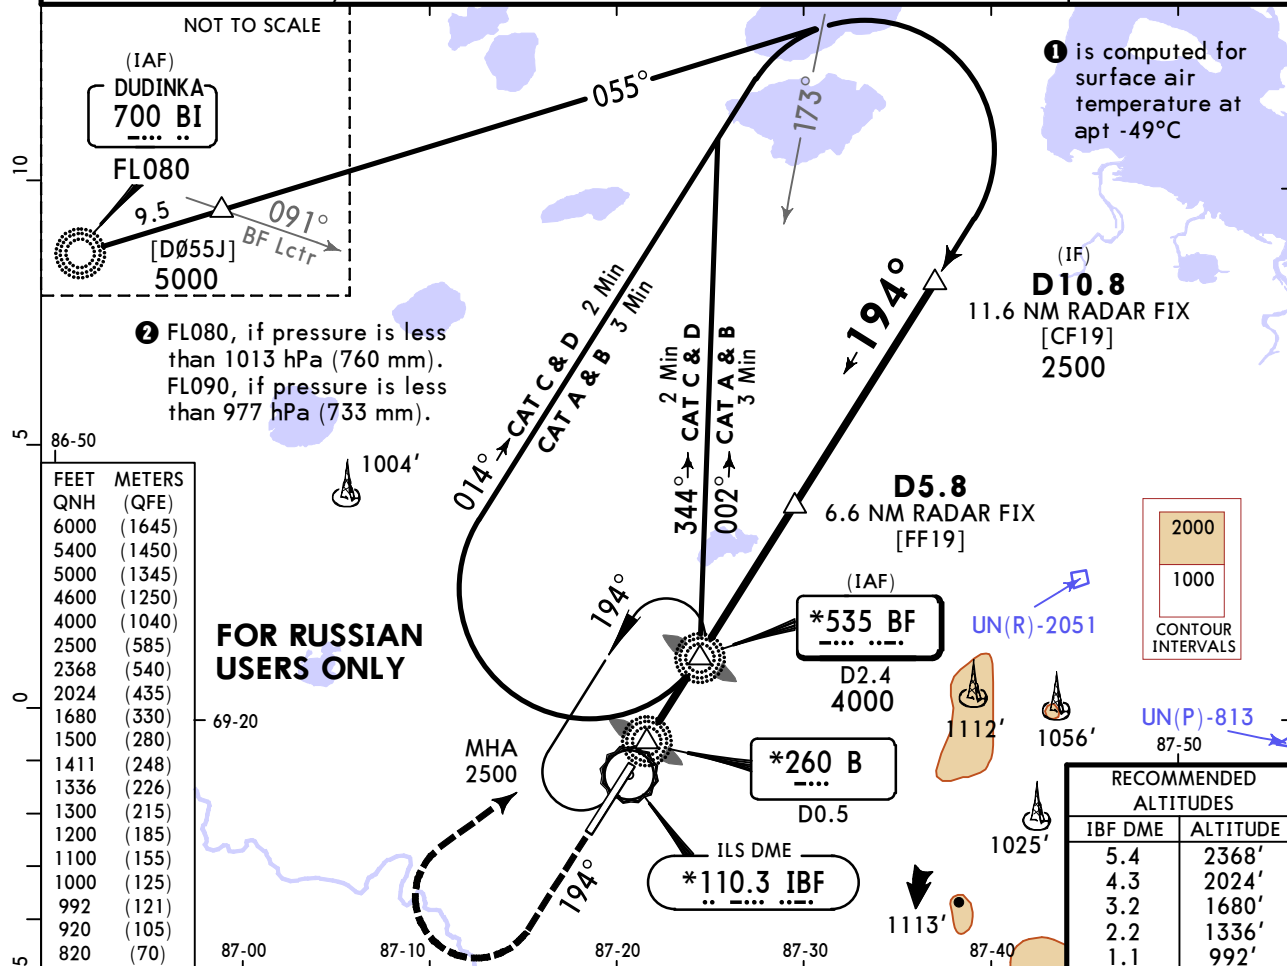 NOT TO SCALE
(IAF)
DUDINKA
700 BI
FL080
9.5
[DØ55J]
5000
091°
BF Lctr
055°
173°
❶ is computed for
surface air
temperature at
apt -49°C
❷ FL080, if pressure is less
than 1013 hPa (760 mm).
FL090, if pressure is less
than 977 hPa (733 mm).
(IF)
D10.8
11.6 NM RADAR FIX
[CF19]
2500
194°
014°
CAT C & D 2 Min
CAT A & B 3 Min
344°
CAT C & D
2 Min
002°
CAT A & B
3 Min
D5.8
6.6 NM RADAR FIX
[FF19]
10
5
0
5
86-50
1004'
FEET METERS
QNH (QFE)
6000 (1645)
5400 (1450)
5000 (1345)
4600 (1250)
4000 (1040)
2500 (585)
2368 (540)
2024 (435)
1680 (330)
1500 (280)
1411 (248)
1336 (226)
1300 (215)
1200 (185)
1100 (155)
1000 (125)
992 (121)
920 (105)
820 (70)
FOR RUSSIAN
USERS ONLY
69-20
194°
(IAF)
*535 BF
D2.4
4000
MHA
2500
*260 B
D0.5
ILS DME
*110.3 IBF
194°
UN(R)-2051
2000
1000
CONTOUR
INTERVALS
1112'
1056'
UN(P)-813
87-50
1025'
1113'
RECOMMENDED
ALTITUDES
IBF DME ALTITUDE
5.4 2368'
4.3 2024'
3.2 1680'
2.2 1336'
1.1 992'
87-00
87-10
87-20
87-30
87-40